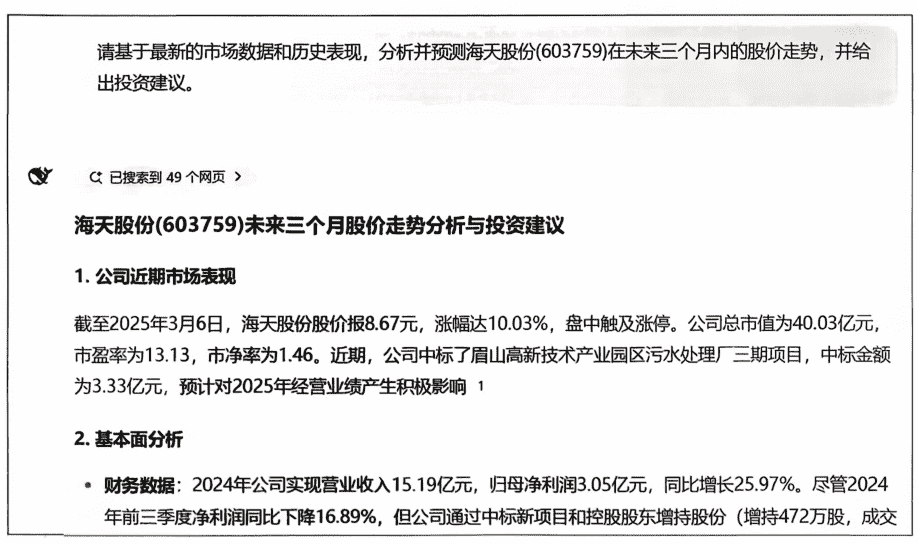 请基于最新的市场数据和历史表现，分析并预测海天股份(603759)在未来三个月内的股价走势，并给
出投资建议。
已搜索到 49 个网页 >
海天股份(603759)未来三个月股价走势分析与投资建议
1. 公司近期市场表现
截至2025年3月6日，海天股份股价报8.67元，涨幅达10.03%，盘中触及涨停。公司总市值为40.03亿元，
市盈率为13.13，市净率为1.46。近期，公司中标了眉山高新技术产业园区污水处理厂三期项目，中标金额
为3.33亿元，预计对2025年经营业绩产生积极影响 1
2. 基本面分析
• 财务数据：2024年公司实现营业收入15.19亿元，归母净利润3.05亿元，同比增长25.97%。尽管2024
年前三季度净利润同比下降16.89%，但公司通过中标新项目和控股股东增持股份（增持472万股，成交